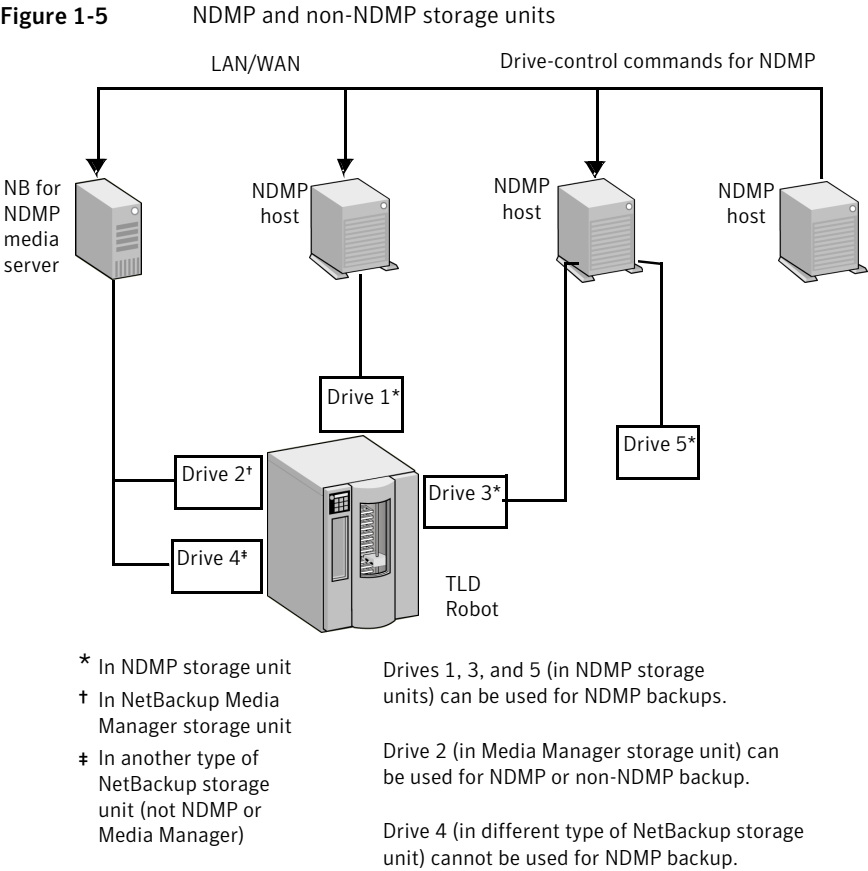 Figure 1-5 NDMP and non-NDMP storage units
LAN/WAN
Drive-control commands for NDMP
NB for
NDMP
media
server
NDMP
host
NDMP
host
NDMP
host
Drive 1*
Drive 2†
Drive 3*
Drive 5*
Drive 4‡
TLD
Robot
* In NDMP storage unit
† In NetBackup Media
Manager storage unit
‡ In another type of
NetBackup storage
unit (not NDMP or
Media Manager)
Drives 1, 3, and 5 (in NDMP storage
units) can be used for NDMP backups.
Drive 2 (in Media Manager storage unit) can
be used for NDMP or non-NDMP backup.
Drive 4 (in different type of NetBackup storage
unit) cannot be used for NDMP backup.